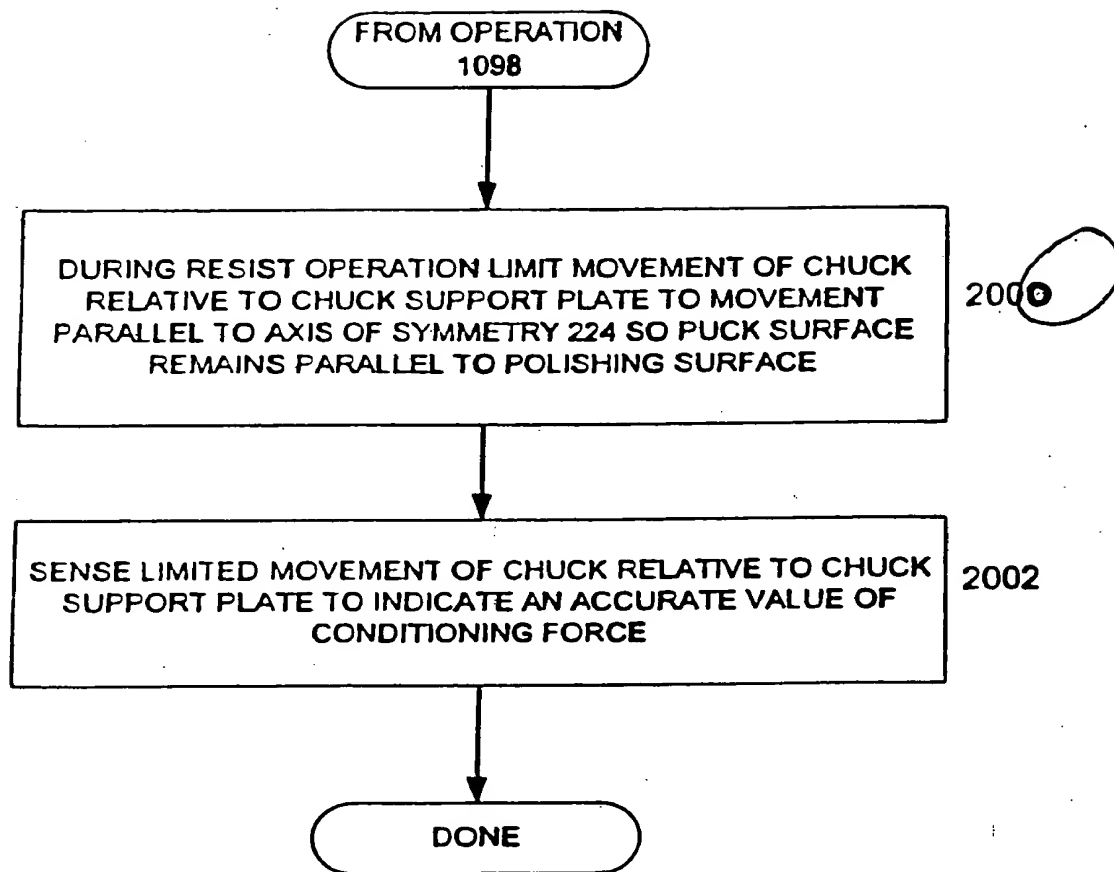 FROM OPERATION
1098
DURING RESIST OPERATION LIMIT MOVEMENT OF CHUCK
RELATIVE TO CHUCK SUPPORT PLATE TO MOVEMENT
PARALLEL TO AXIS OF SYMMETRY 224 SO PUCK SURFACE
REMAINS PARALLEL TO POLISHING SURFACE
2000
SENSE LIMITED MOVEMENT OF CHUCK RELATIVE TO CHUCK
SUPPORT PLATE TO INDICATE AN ACCURATE VALUE OF
CONDITIONING FORCE
2002
DONE